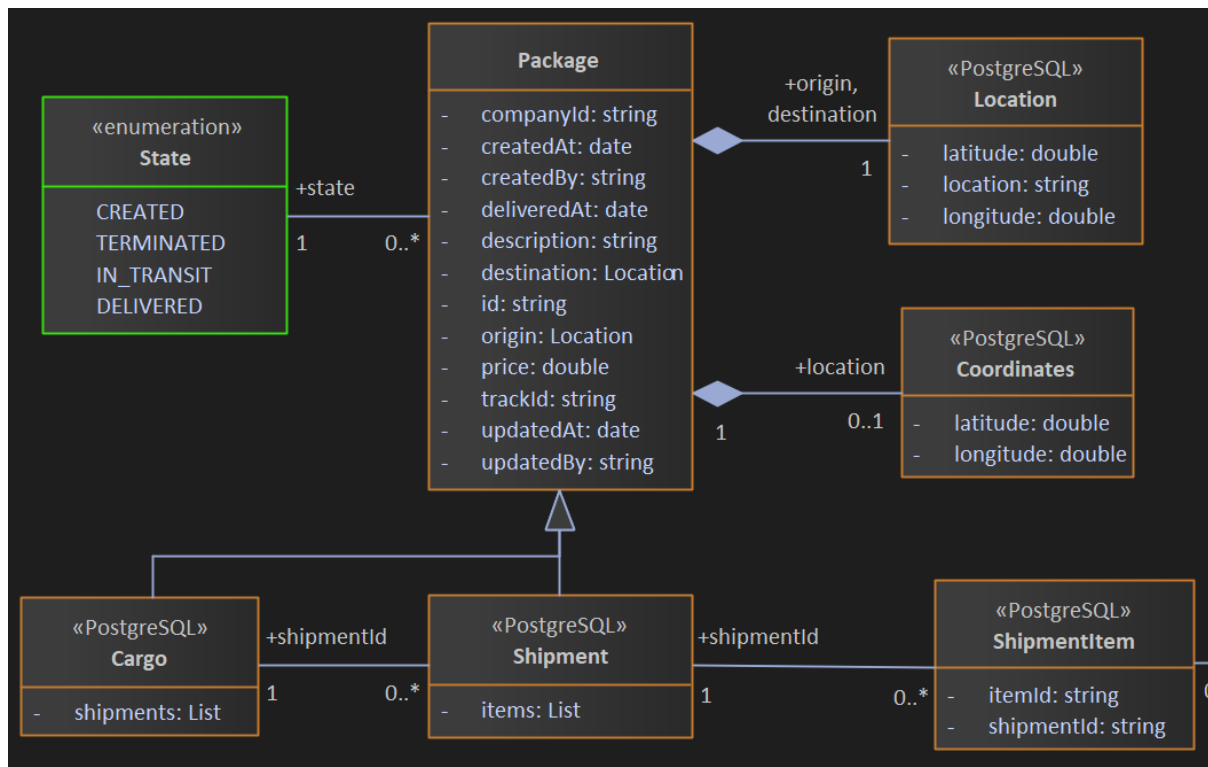 «enumeration»
State
CREATED
TERMINATED
IN_TRANSIT
DELIVERED
+state
1
0..*
Package
- companyId: string
- createdAt: date
- createdBy: string
- deliveredAt: date
- description: string
- destination: Location
- id: string
- origin: Location
- price: double
- trackId: string
- updatedAt: date
- updatedBy: string
+origin,
destination
1
«PostgreSQL»
Location
- latitude: double
- location: string
- longitude: double
+location
1
0..1
«PostgreSQL»
Coordinates
- latitude: double
- longitude: double
«PostgreSQL»
Cargo
- shipments: List
+shipmentId
1
0..*
«PostgreSQL»
Shipment
- items: List
+shipmentId
1
0..*
«PostgreSQL»
ShipmentItem
- itemId: string
- shipmentId: string